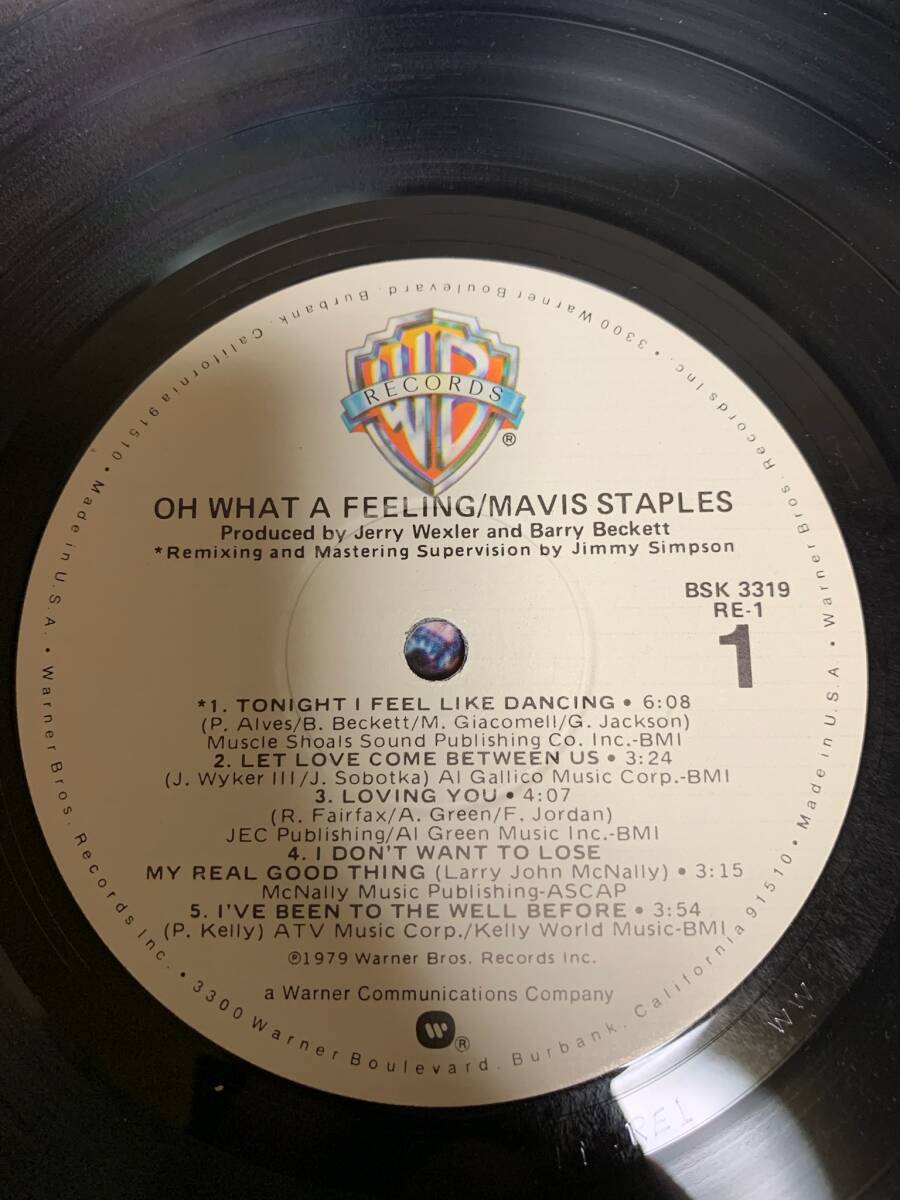 WB
RECORDS
®
OH WHAT A FEELING/MAVIS STAPLES
Produced by Jerry Wexler and Barry Beckett
*Remixing and Mastering Supervision by Jimmy Simpson
BSK 3319
RE-1
1
*1. TONIGHT I FEEL LIKE DANCING • 6:08
(P. Alves/B. Beckett/M. Giacomell/G. Jackson)
Muscle Shoals Sound Publishing Co. Inc.-BMI
2. LET LOVE COME BETWEEN US • 3:24
(J. Wyker III/J. Sobotka) Al Gallico Music Corp.-BMI
3. LOVING YOU • 4:07
(R. Fairfax/A. Green/F. Jordan)
JEC Publishing/Al Green Music Inc.-BMI
4. I DON'T WANT TO LOSE
MY REAL GOOD THING (Larry John McNally) • 3:15
McNally Music Publishing-ASCAP
5. I'VE BEEN TO THE WELL BEFORE • 3:54
(P. Kelly) ATV Music Corp./Kelly World Music-BMI
℗1979 Warner Bros. Records Inc.
a Warner Communications Company
®
Warner Bros. Records Inc. • 3300 Warner Boulevard. Burbank. California 91510 • Made in U.S.A. •
Warner Bros. Records Inc. • 3300 Warner Boulevard. Burbank. California 91510 • Made in U.S.A. •
WW
RE1